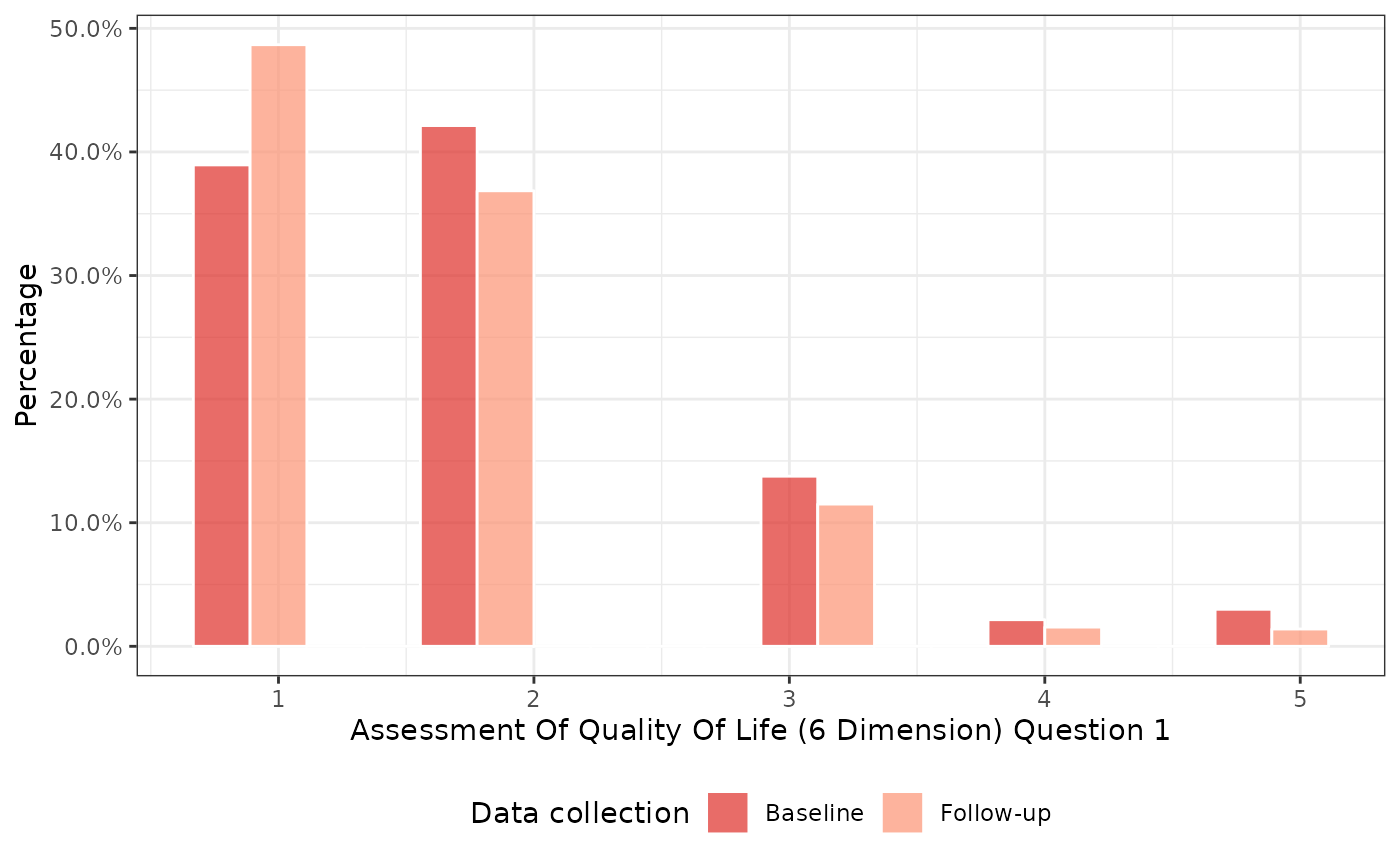 50.0%
40.0%
30.0%
20.0%
10.0%
0.0%
Percentage
1 2 3 4 5
Assessment Of Quality Of Life (6 Dimension) Question 1
Data collection Baseline Follow-up